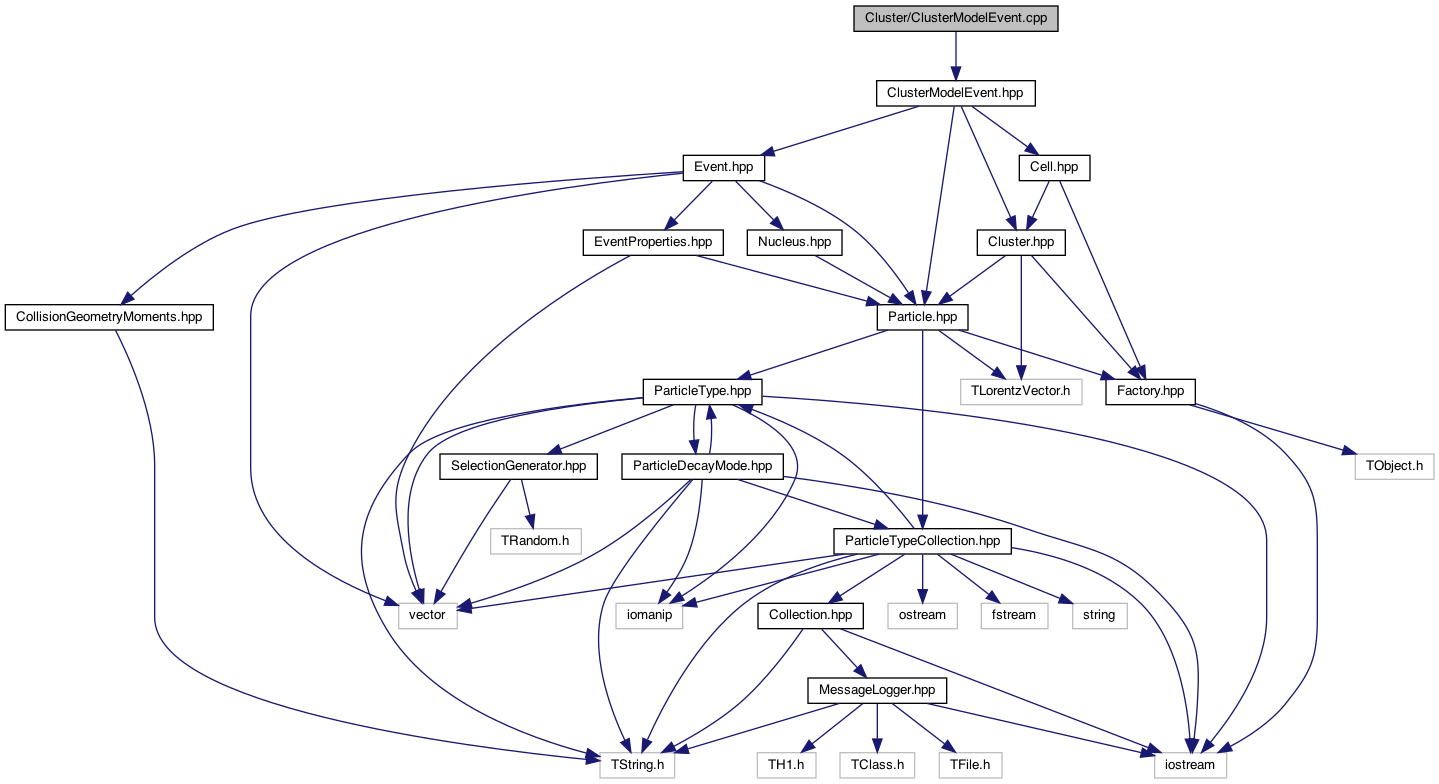 Cluster/ClusterModelEvent.cpp
ClusterModelEvent.hpp
Event.hpp
Cell.hpp
EventProperties.hpp
Nucleus.hpp
Cluster.hpp
CollisionGeometryMoments.hpp
Particle.hpp
ParticleType.hpp
TLorentzVector.h
Factory.hpp
SelectionGenerator.hpp
ParticleDecayMode.hpp
TObject.h
TRandom.h
ParticleTypeCollection.hpp
vector
iomanip
Collection.hpp
ostream
fstream
string
MessageLogger.hpp
TString.h
TH1.h
TClass.h
TFile.h
iostream